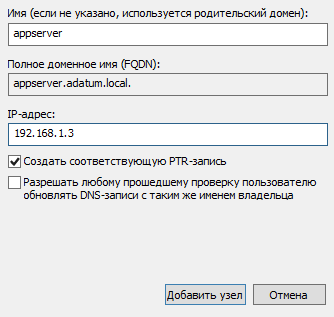 Имя (если не указано, используется родительский домен):
appserver
Полное доменное имя (FQDN):
appserver.adatum.local.
IP-адрес:
192.168.1.3
Создать соответствующую PTR-запись
Разрешать любому прошедшему проверку пользователю
обновлять DNS-записи с таким же именем владельца
Добавить узел
Отмена